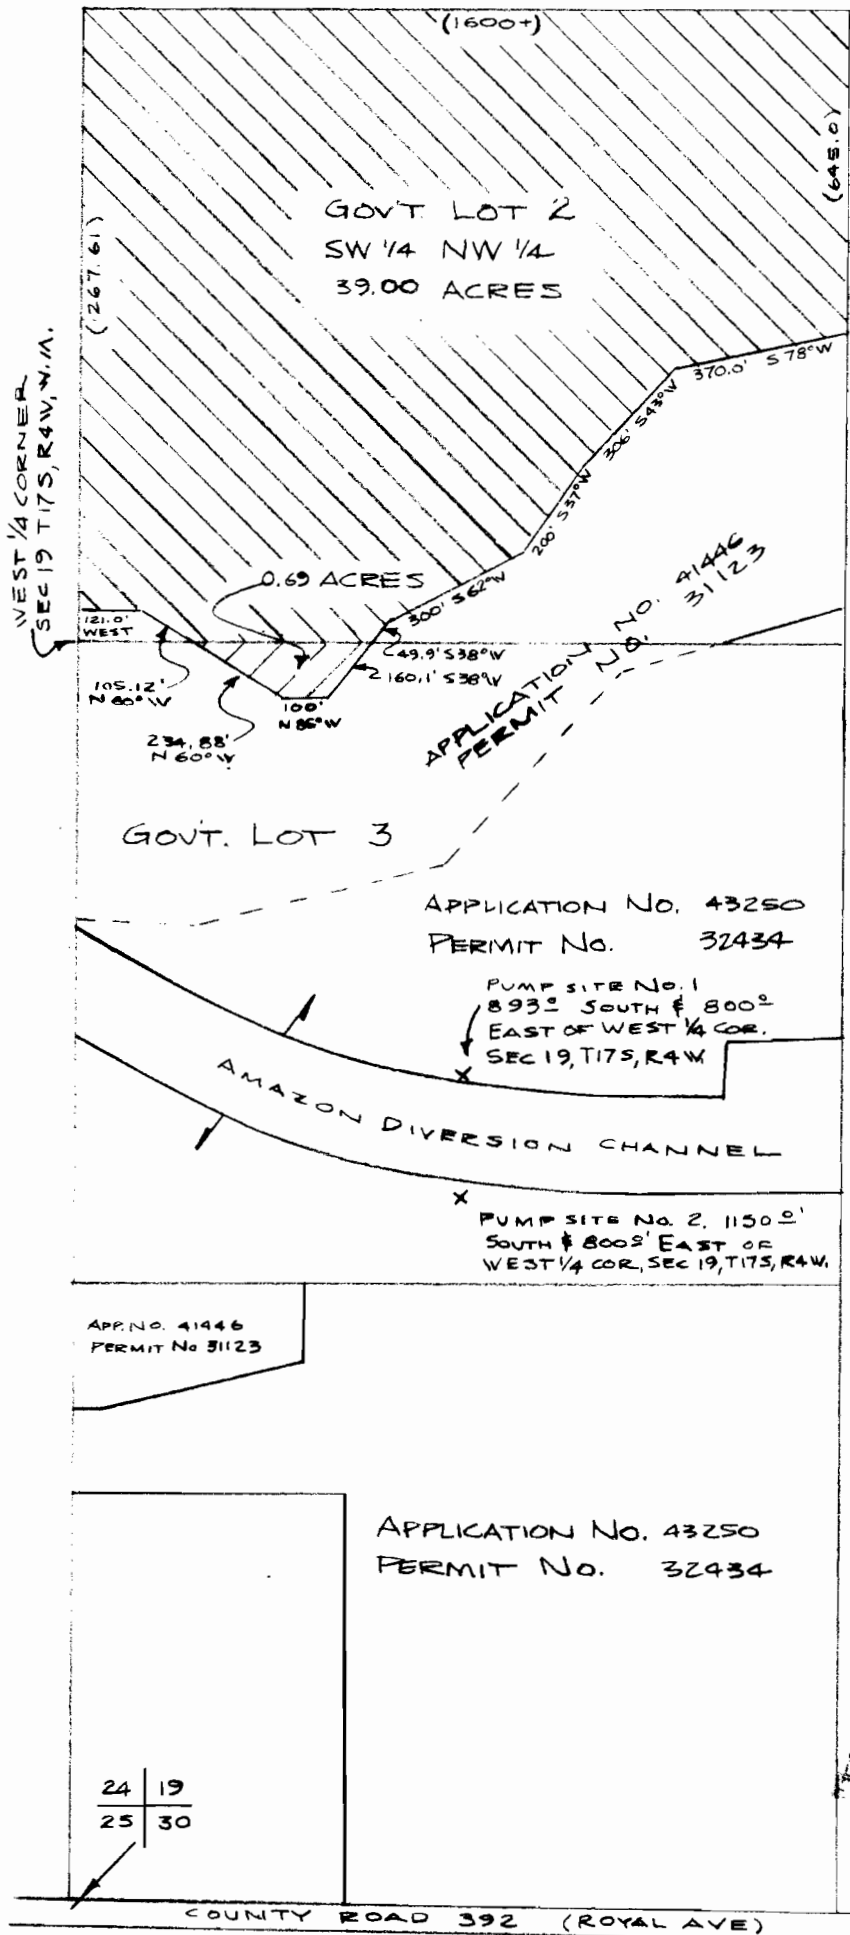 (1600+)
(645.0)
GOV'T. LOT 2
SW 1/4 NW 1/4
39.00 ACRES
(1267.61)
WEST 1/4 CORNER
SEC 19 T17S, R4W, W.M.
370.0' S78°W
306' S43°W
200' S37°W
300' S62°W
0.69 ACRES
121.0'
WEST
49.9' S38°W
160.1' S38°W
105.12'
N60°W
100'
N86°W
234.88'
N60°W
APPLICATION NO. 41446
PERMIT NO. 31123
GOV'T. LOT 3
APPLICATION NO. 43250
PERMIT NO. 32434
PUMP SITE NO. 1
893± SOUTH & 800±
EAST OF WEST 1/4 COR.
SEC 19, T17S, R4W
AMAZON DIVERSION CHANNEL
PUMP SITE NO. 2. 1150±'
SOUTH & 800±' EAST OF
WEST 1/4 COR, SEC 19, T17S, R4W.
APP. NO. 41446
PERMIT NO 31123
APPLICATION NO. 43250
PERMIT NO. 32434
24 19
25 30
COUNTY ROAD 392 (ROYAL AVE)